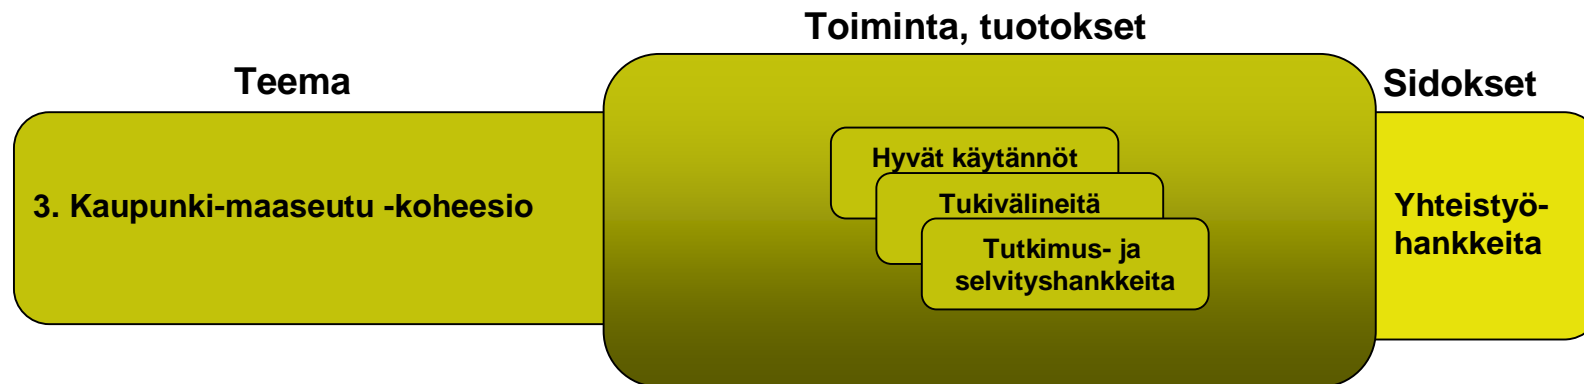 Toiminta, tuotokset
Teema
Sidokset
3. Kaupunki-maaseutu -koheesio
Hyvät käytännöt
Tukivälineitä
Tutkimus- ja
selvityshankkeita
Yhteistyö-
hankkeita